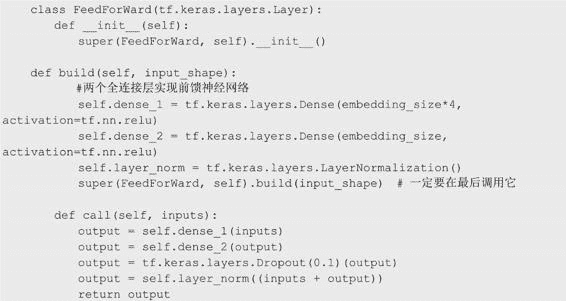 class FeedForWard(tf.keras.layers.Layer):
def __init__(self):
super(FeedForWard, self).__init__()
def build(self, input_shape):
#两个全连接层实现前馈神经网络
self.dense_1 = tf.keras.layers.Dense(embedding_size*4,
activation=tf.nn.relu)
self.dense_2 = tf.keras.layers.Dense(embedding_size,
activation=tf.nn.relu)
self.layer_norm = tf.keras.layers.LayerNormalization()
super(FeedForWard, self).build(input_shape) # 一定要在最后调用它
def call(self, inputs):
output = self.dense_1(inputs)
output = self.dense_2(output)
output = tf.keras.layers.Dropout(0.1)(output)
output = self.layer_norm((inputs + output))
return output